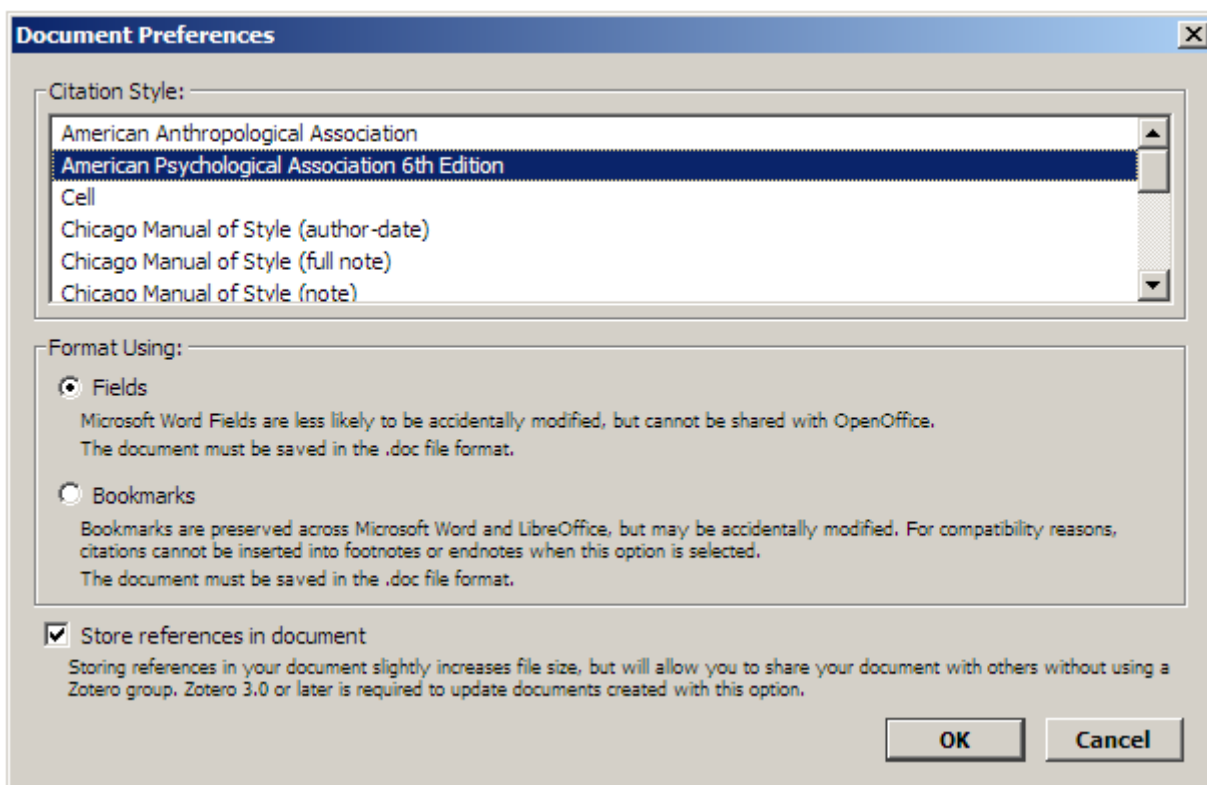 Document Preferences
Citation Style:
American Anthropological Association
American Psychological Association 6th Edition
Cell
Chicago Manual of Style (author-date)
Chicago Manual of Style (full note)
Chicago Manual of Style (note)
Format Using:
Fields
Microsoft Word Fields are less likely to be accidentally modified, but cannot be shared with OpenOffice.
The document must be saved in the .doc file format.
Bookmarks
Bookmarks are preserved across Microsoft Word and LibreOffice, but may be accidentally modified. For compatibility reasons,
citations cannot be inserted into footnotes or endnotes when this option is selected.
The document must be saved in the .doc file format.
Store references in document
Storing references in your document slightly increases file size, but will allow you to share your document with others without using a
Zotero group. Zotero 3.0 or later is required to update documents created with this option.
OK Cancel